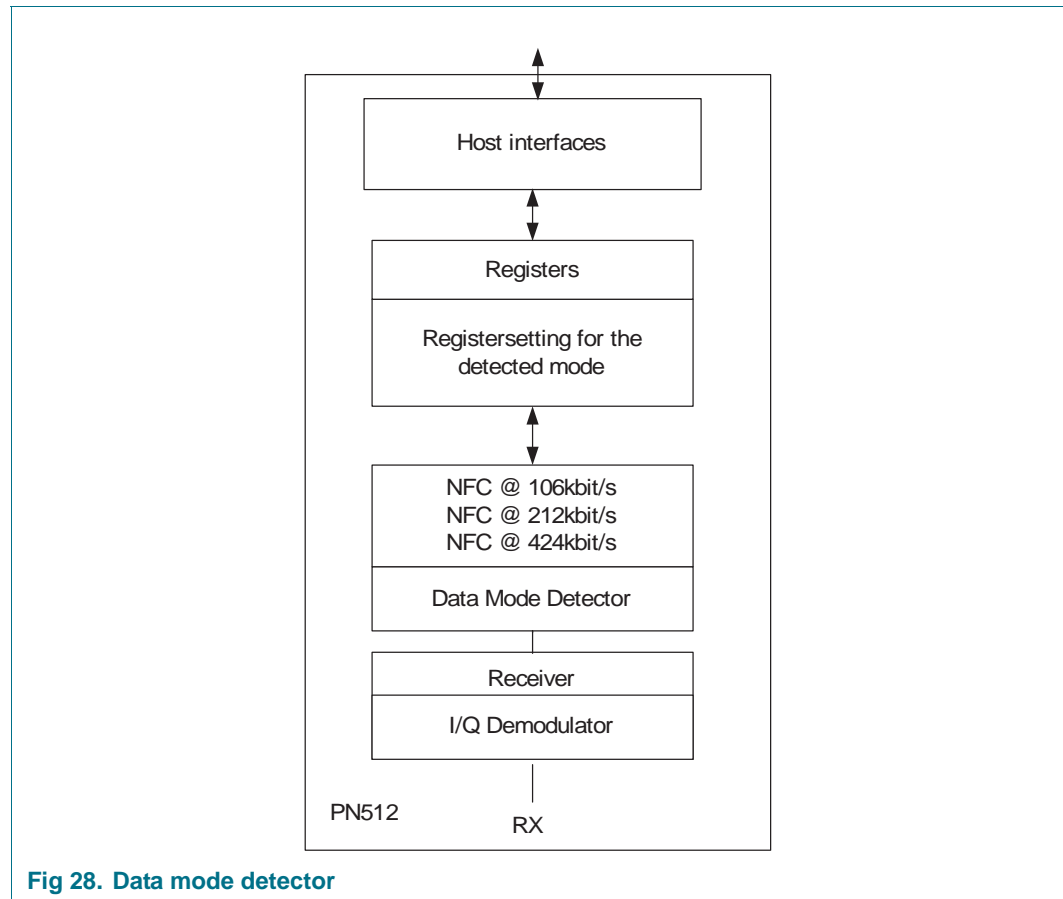 Host interfaces
Registers
Registersetting for the
detected mode
NFC @ 106kbit/s
NFC @ 212kbit/s
NFC @ 424kbit/s
Data Mode Detector
Receiver
I/Q Demodulator
PN512
RX
Fig 28. Data mode detector